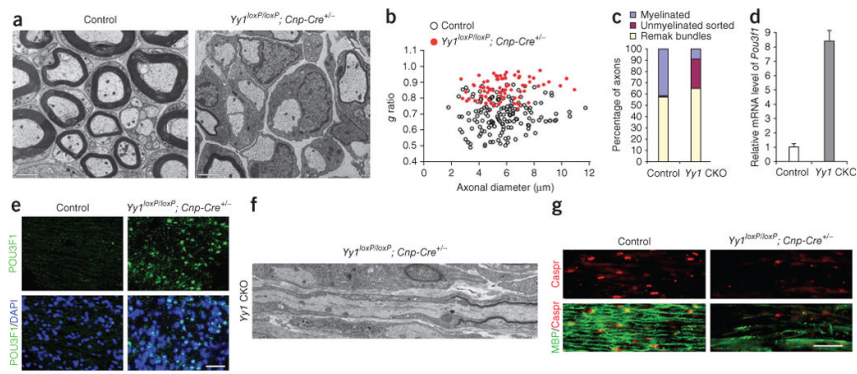 a
Control
Yy1loxP/loxP; Cnp-Cre+/–
b
Control
Yy1loxP/loxP; Cnp-Cre+/–
g ratio
1.1
1.0
0.9
0.8
0.7
0.6
0.5
0.4
0 2 4 6 8 10 12
Axonal diameter (μm)
c
Myelinated
Unmyelinated sorted
Remak bundles
Percentage of axons
100
90
80
70
60
50
40
30
20
10
0
Control Yy1 CKO
d
Relative mRNA level of Pou3f1
9
8
7
6
5
4
3
2
1
0
Control Yy1 CKO
e
Control
Yy1loxP/loxP; Cnp-Cre+/–
POU3F1
POU3F1/DAPI
f
Yy1loxP/loxP; Cnp-Cre+/–
Yy1 CKO
g
Control
Yy1loxP/loxP; Cnp-Cre+/–
Caspr
MBP/Caspr